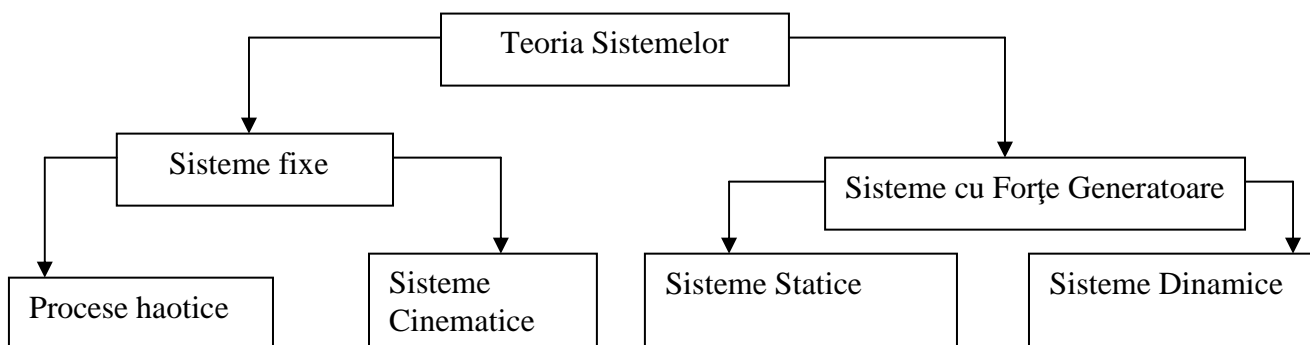 Teoria Sistemelor
Sisteme fixe
Sisteme cu Forţe Generatoare
Procese haotice
Sisteme
Cinematice
Sisteme Statice
Sisteme Dinamice